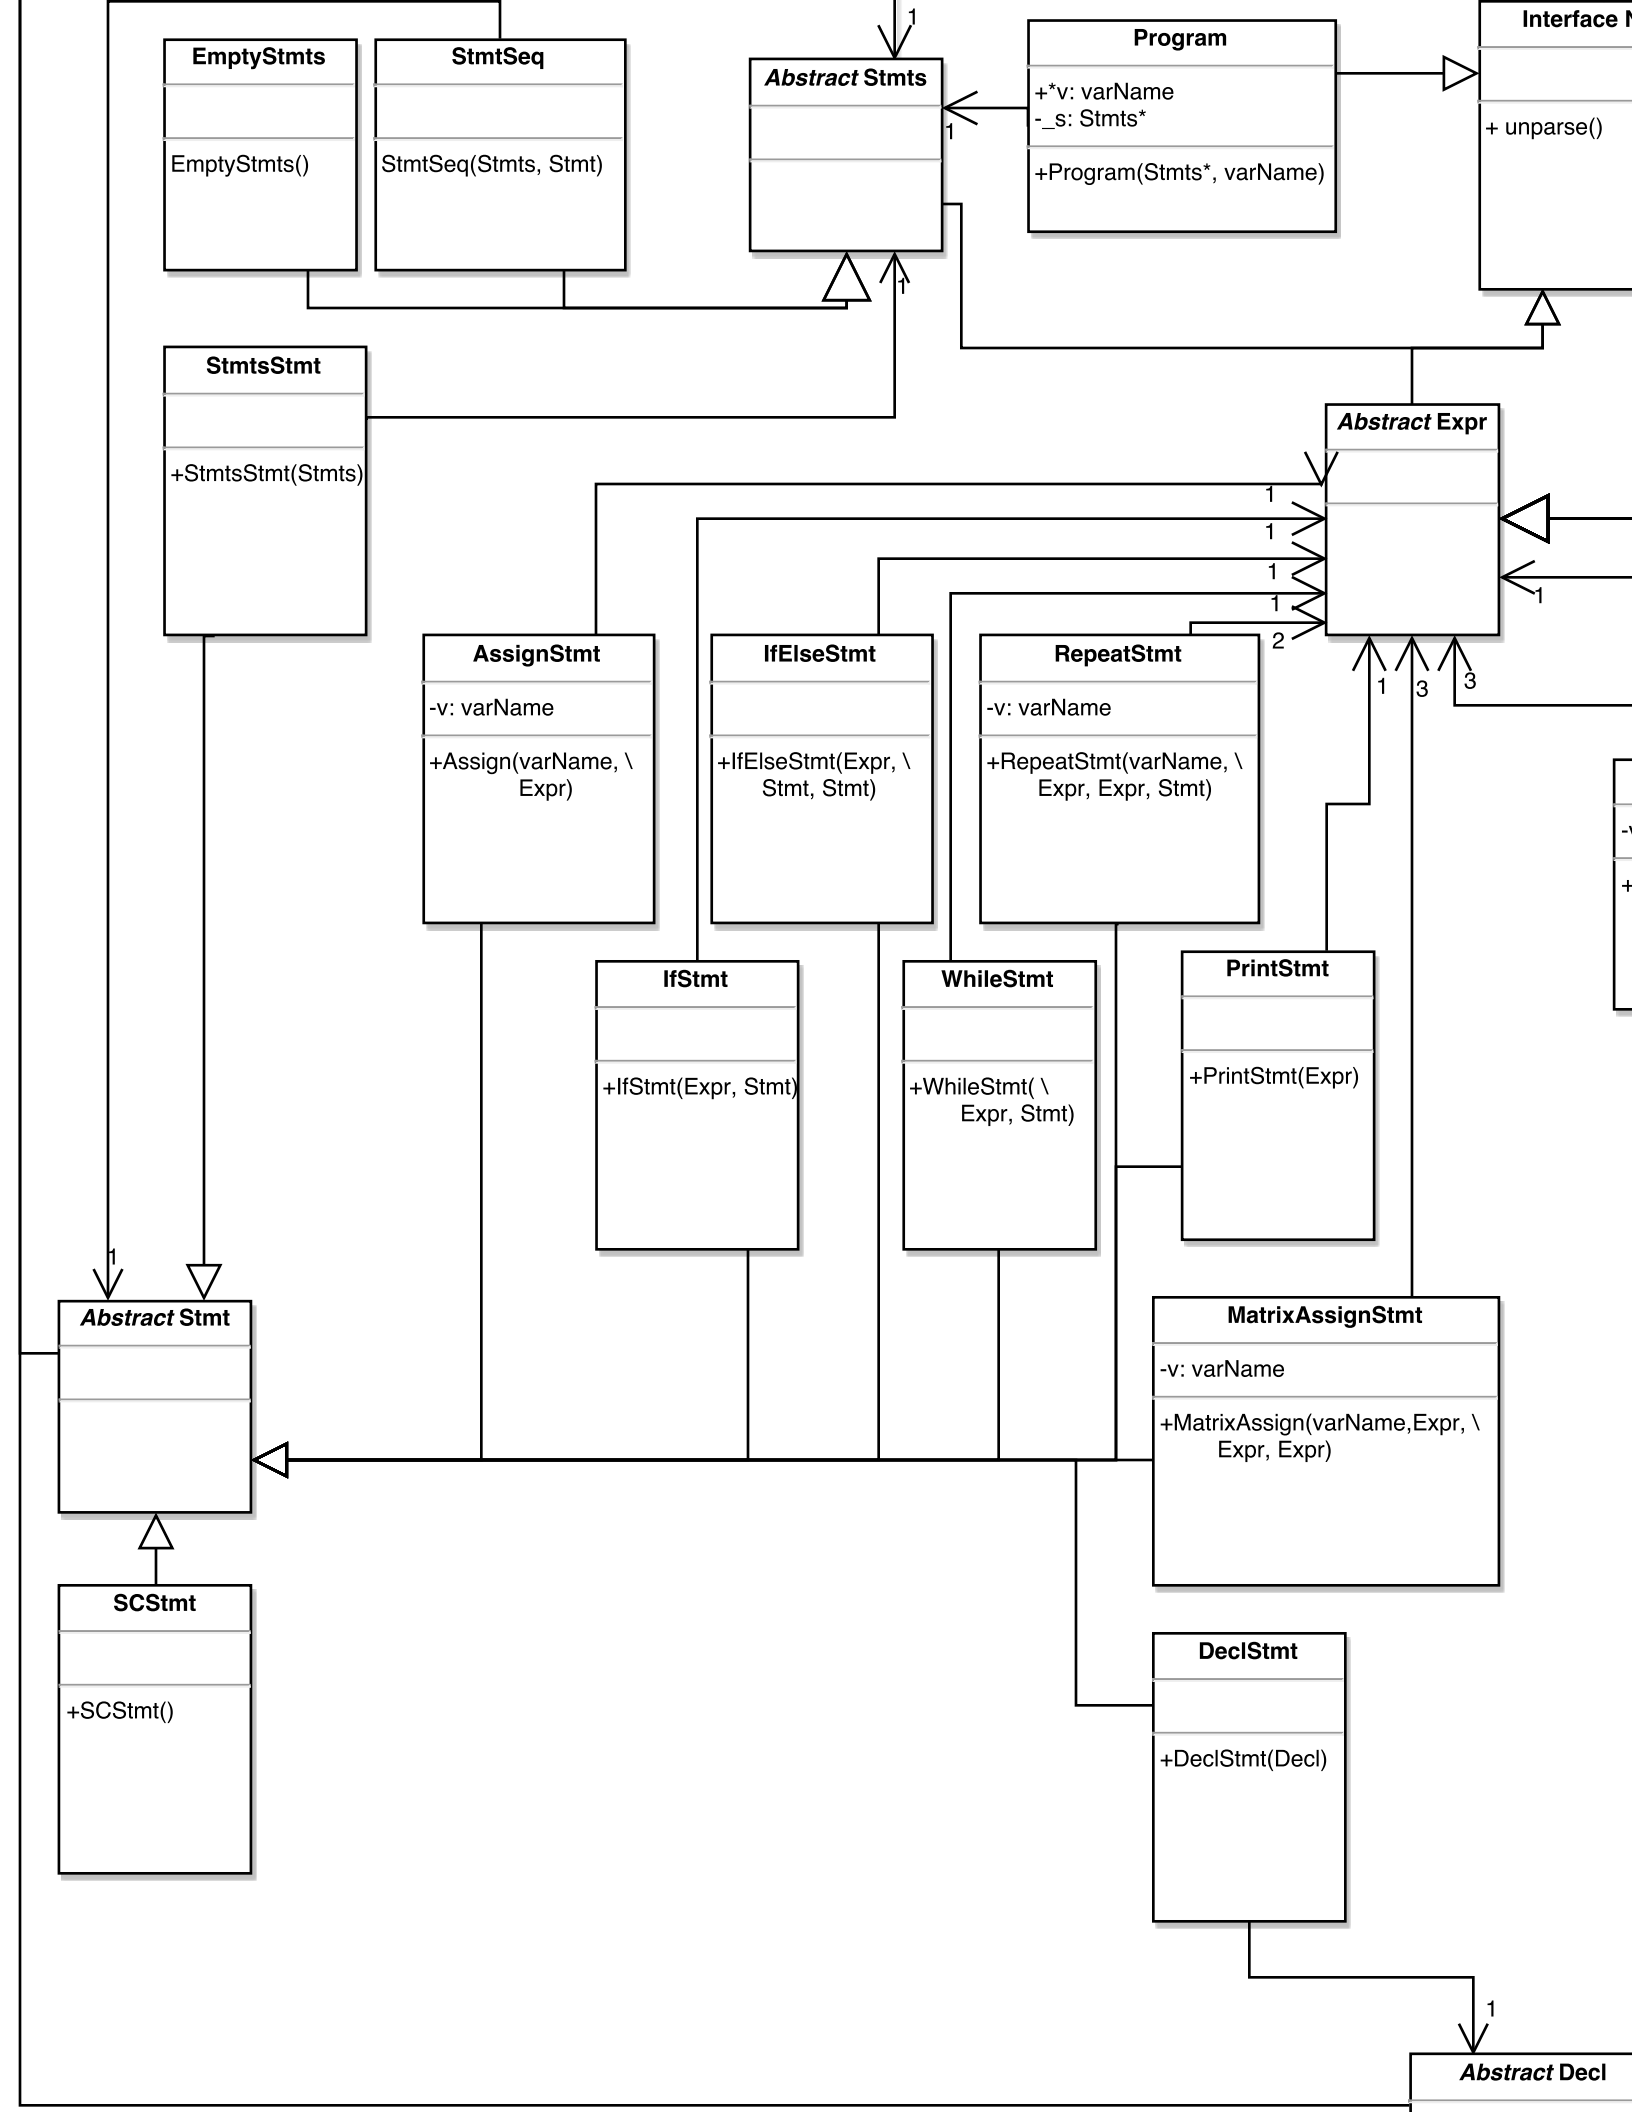 1
EmptyStmts
EmptyStmts()
StmtSeq
StmtSeq(Stmts, Stmt)
Abstract Stmts
1
1
Program
+*v: varName
-_s: Stmts*
+Program(Stmts*, varName)
Interface
+ unparse()
StmtsStmt
+StmtsStmt(Stmts)
Abstract Expr
1
1
1
1
2
1
1
3
3
AssignStmt
-v: varName
+Assign(varName, \
Expr)
IfElseStmt
+IfElseStmt(Expr, \
Stmt, Stmt)
RepeatStmt
-v: varName
+RepeatStmt(varName, \
Expr, Expr, Stmt)
-v
+
IfStmt
+IfStmt(Expr, Stmt)
WhileStmt
+WhileStmt( \
Expr, Stmt)
PrintStmt
+PrintStmt(Expr)
1
Abstract Stmt
MatrixAssignStmt
-v: varName
+MatrixAssign(varName,Expr, \
Expr, Expr)
SCStmt
+SCStmt()
DeclStmt
+DeclStmt(Decl)
1
Abstract Decl